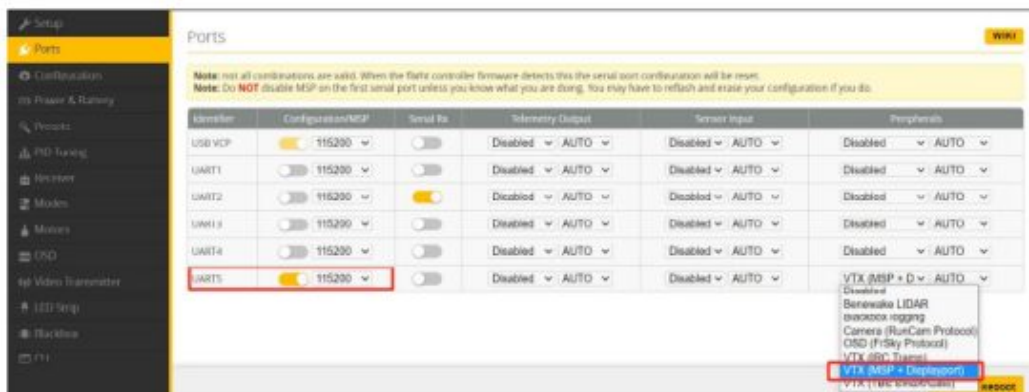 Setup
Ports
Ports
WIKI
Configuration
Power & Battery
Presets
PID Tuning
Receiver
Modes
Motors
OSD
Video Transmitter
LED Strip
Blackbox
CLI
Note: not all combinations are valid. When the flight controller firmware detects this the serial port configuration will be reset.
Note: Do NOT disable MSP on the first serial port unless you know what you are doing. You may have to reflash and erase your configuration if you do.
Identifier Configuration/MSP Serial Rx Telemetry Output Sensor Input Peripherals
USB VCP 115200 Disabled AUTO Disabled AUTO Disabled AUTO
UART1 115200 Disabled AUTO Disabled AUTO Disabled AUTO
UART2 115200 Disabled AUTO Disabled AUTO Disabled AUTO
UART3 115200 Disabled AUTO Disabled AUTO Disabled AUTO
UART4 115200 Disabled AUTO Disabled AUTO Disabled AUTO
UART5 115200 Disabled AUTO Disabled AUTO VTX (MSP + D AUTO
Disabled
Benewake LIDAR
Blackbox logging
Camera (RunCam Protocol)
OSD (FrSky Protocol)
VTX (IRC Tramp)
VTX (MSP + Displayport)
VTX (TBS SmartAudio)
REBOOT